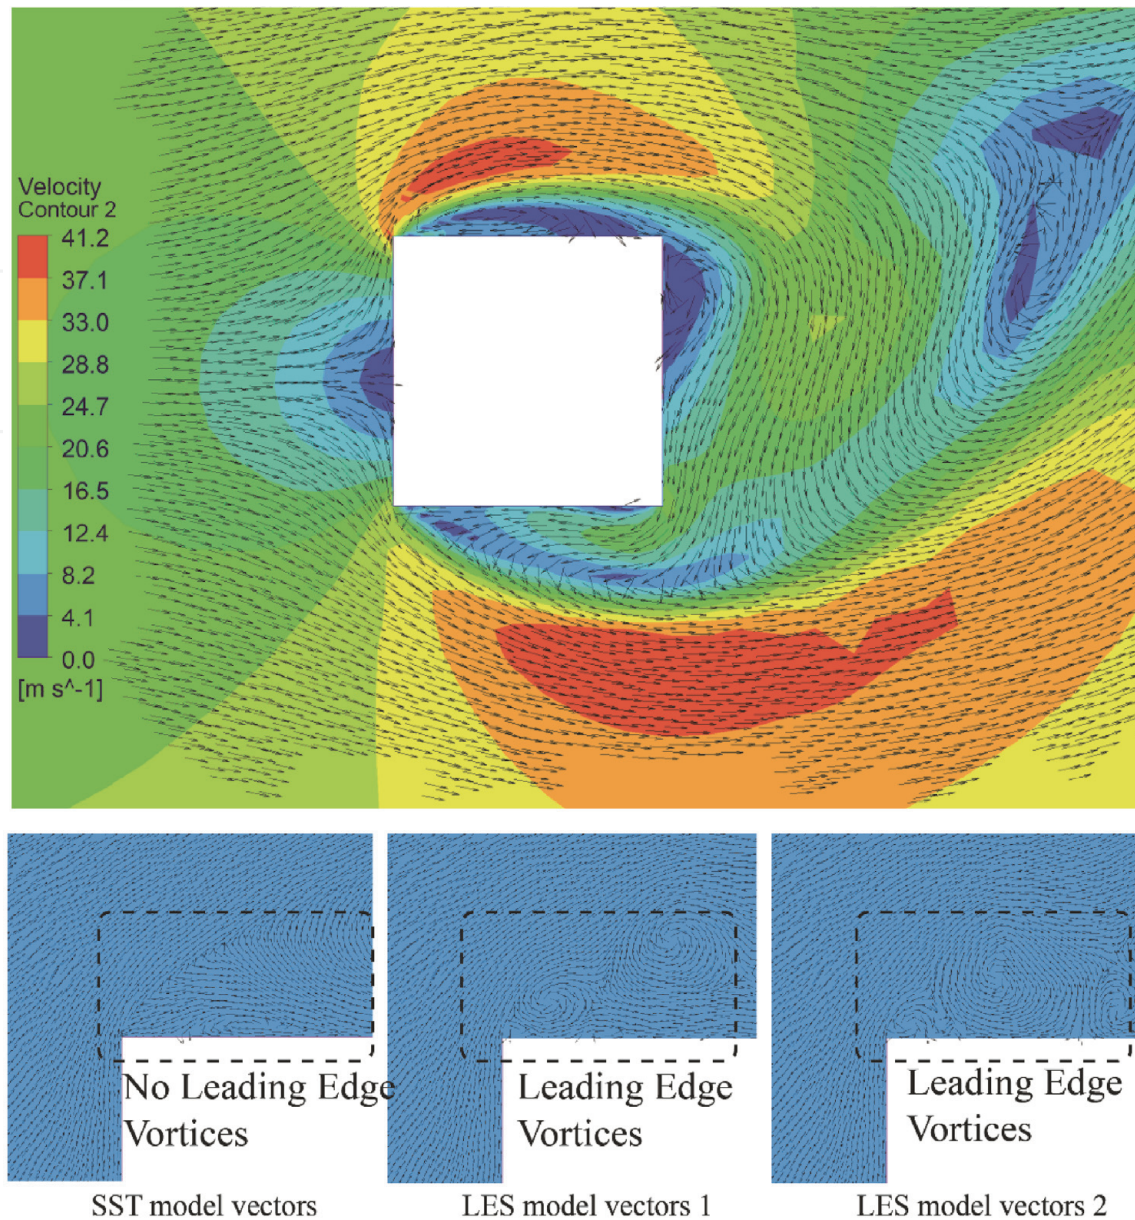 Velocity
Contour 2
41.2
37.1
33.0
28.8
24.7
20.6
16.5
12.4
8.2
4.1
0.0
[m s^-1]
No Leading Edge
Vortices
Leading Edge
Vortices
Leading Edge
Vortices
SST model vectors
LES model vectors 1
LES model vectors 2